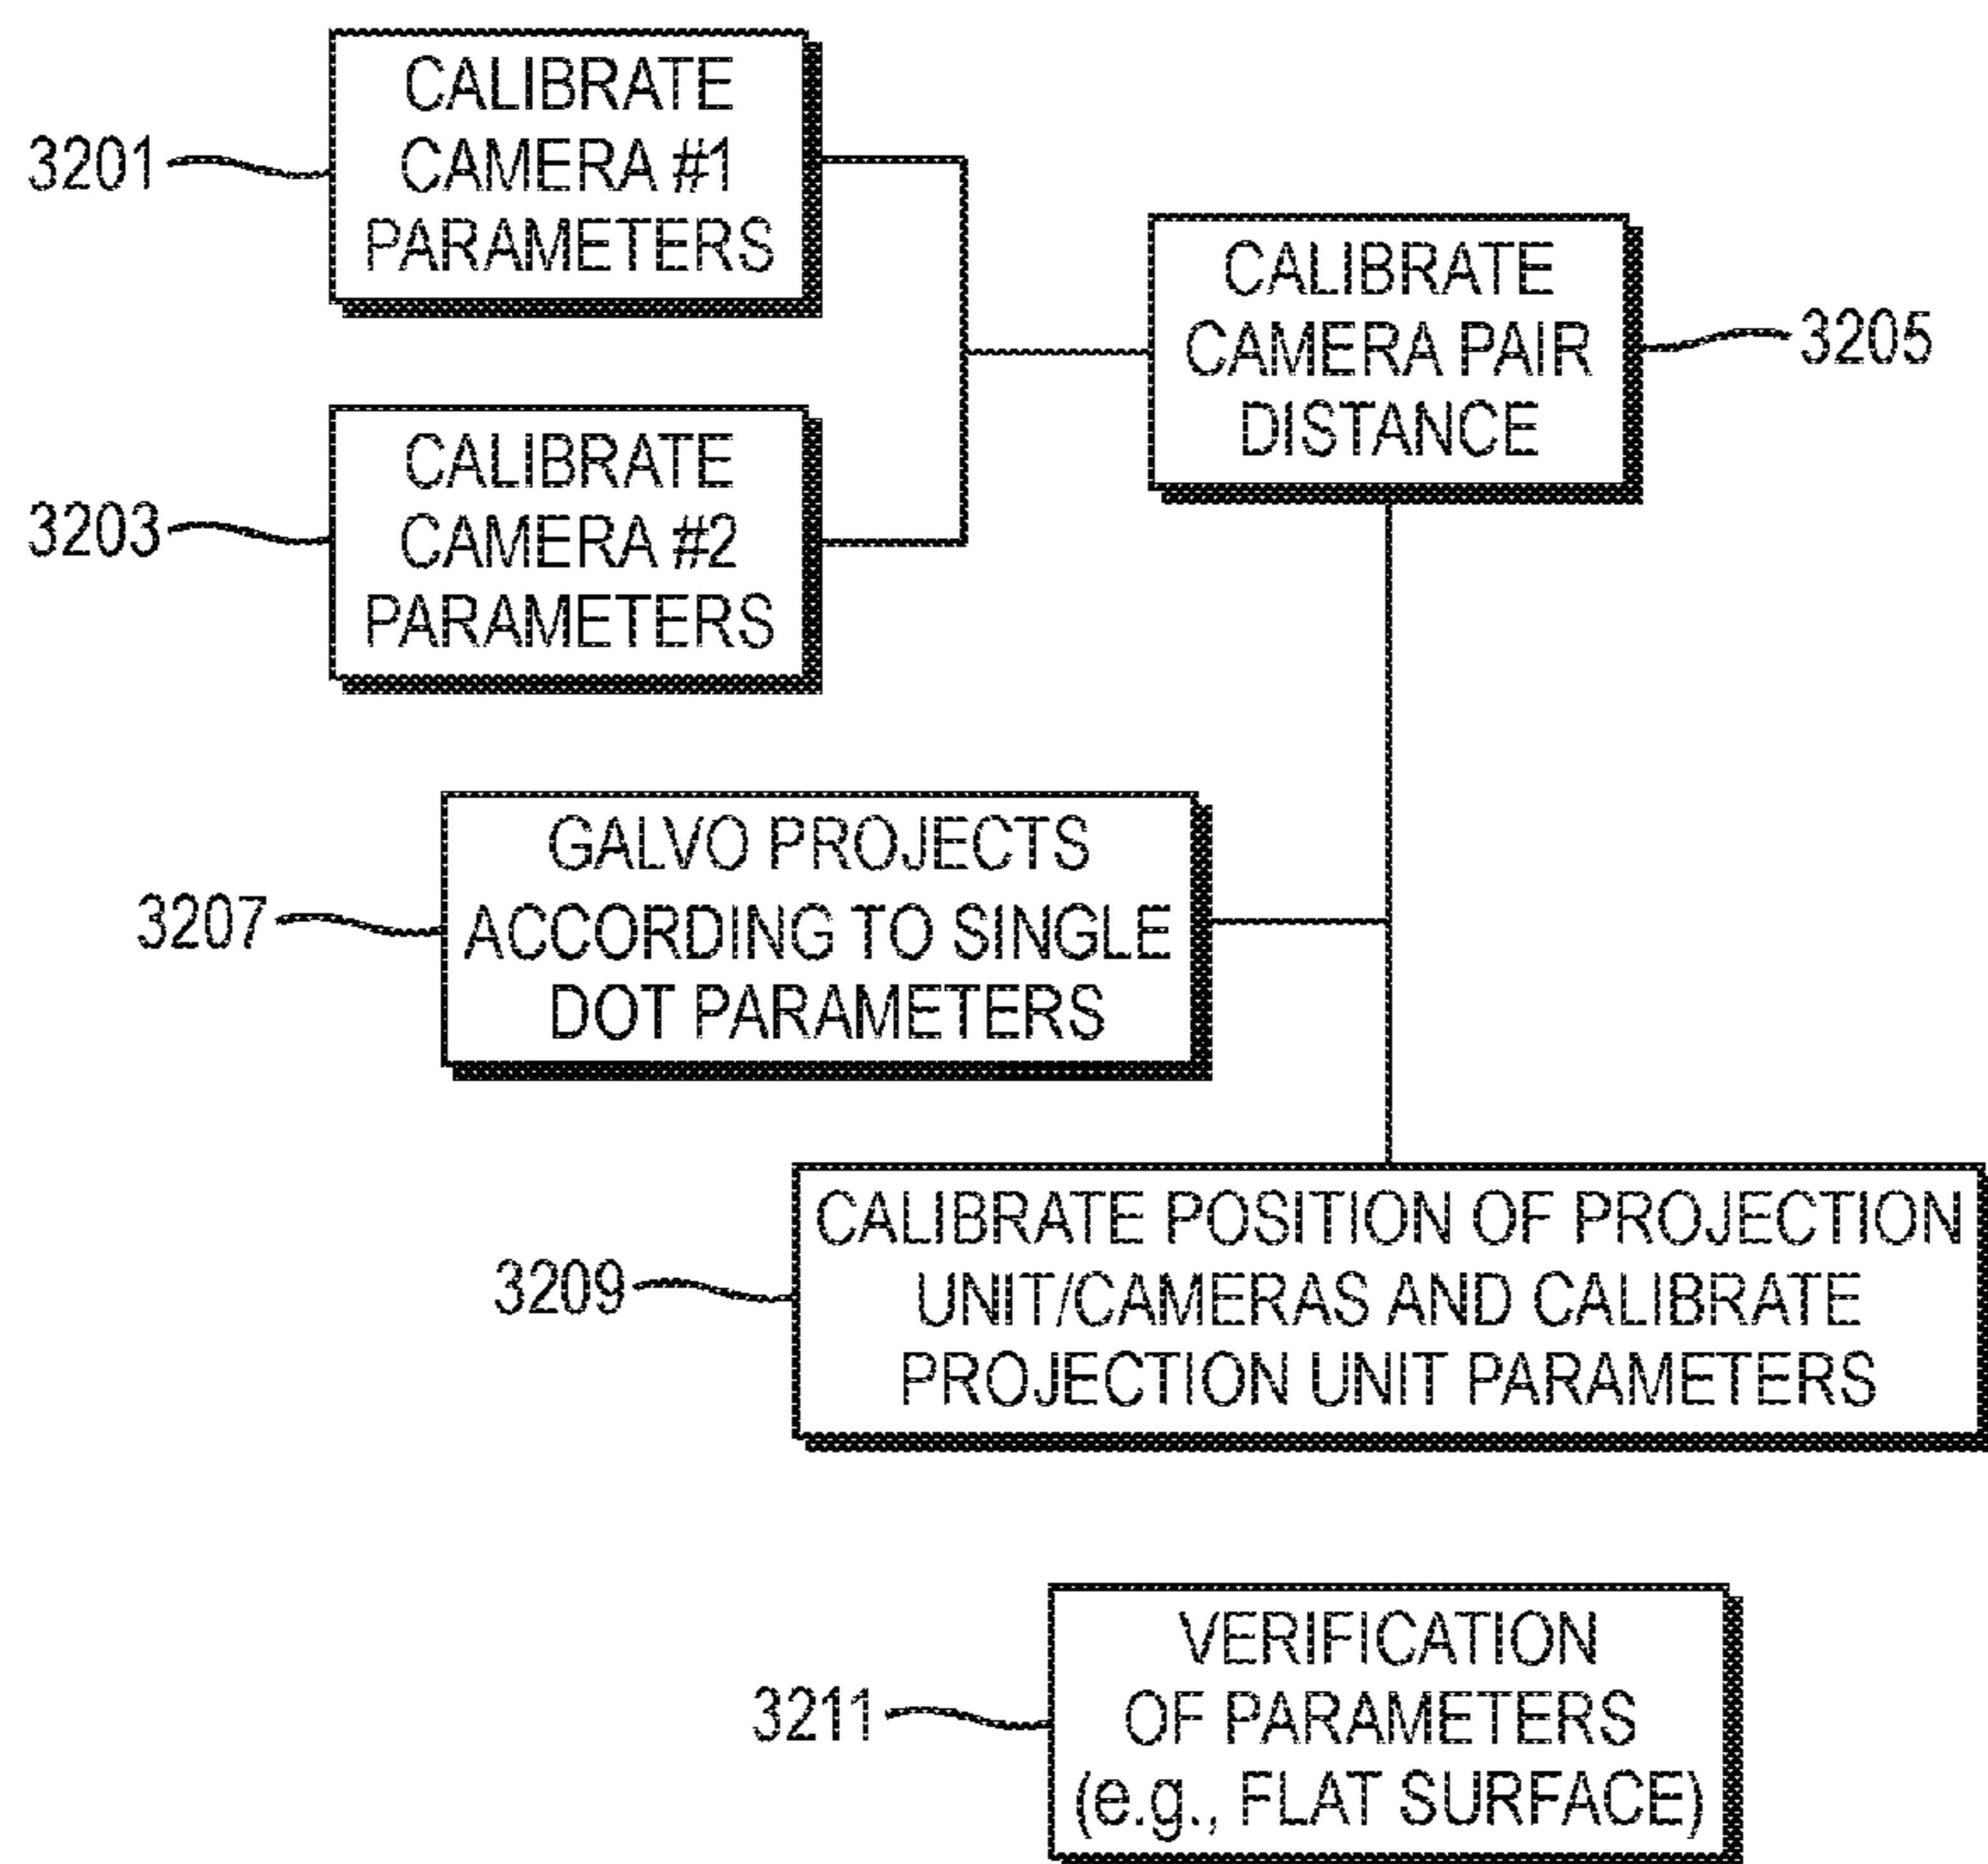 3201
CALIBRATE
CAMERA #1
PARAMETERS
3203
CALIBRATE
CAMERA #2
PARAMETERS
CALIBRATE
CAMERA PAIR
DISTANCE
3205
3207
GALVO PROJECTS
ACCORDING TO SINGLE
DOT PARAMETERS
3209
CALIBRATE POSITION OF PROJECTION
UNIT/CAMERAS AND CALIBRATE
PROJECTION UNIT PARAMETERS
3211
VERIFICATION
OF PARAMETERS
(e.g., FLAT SURFACE)